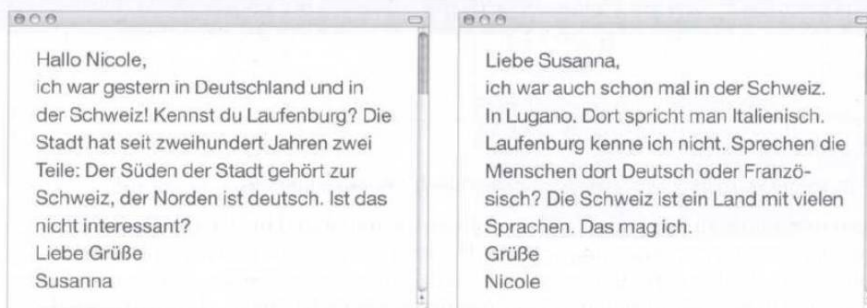 Hallo Nicole,
ich war gestern in Deutschland und in
der Schweiz! Kennst du Laufenburg? Die
Stadt hat seit zweihundert Jahren zwei
Teile: Der Süden der Stadt gehört zur
Schweiz, der Norden ist deutsch. Ist das
nicht interessant?
Liebe Grüße
Susanna
Liebe Susanna,
ich war auch schon mal in der Schweiz.
In Lugano. Dort spricht man Italienisch.
Laufenburg kenne ich nicht. Sprechen die
Menschen dort Deutsch oder Franzö-
sisch? Die Schweiz ist ein Land mit vielen
Sprachen. Das mag ich.
Grüße
Nicole